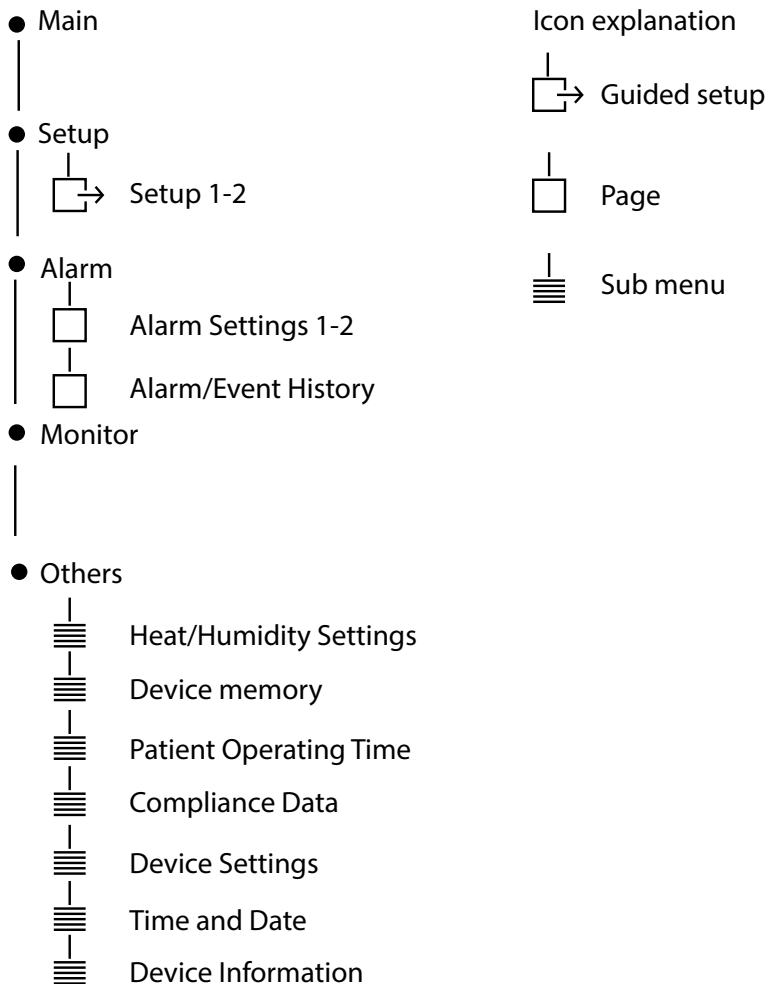 Main
Setup
Setup 1-2
Alarm
Alarm Settings 1-2
Alarm/Event History
Monitor
Others
Heat/Humidity Settings
Device memory
Patient Operating Time
Compliance Data
Device Settings
Time and Date
Device Information
Icon explanation
Guided setup
Page
Sub menu